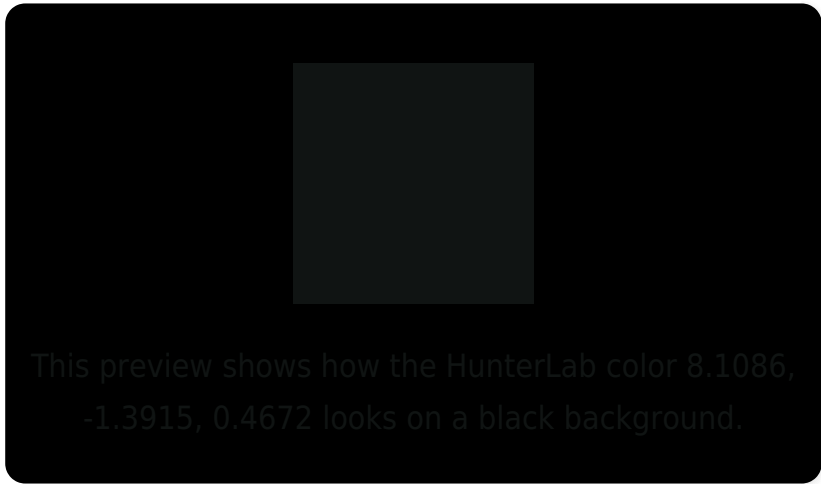 This preview shows how the HunterLab color 8.1086,
-1.3915, 0.4672 looks on a black background.